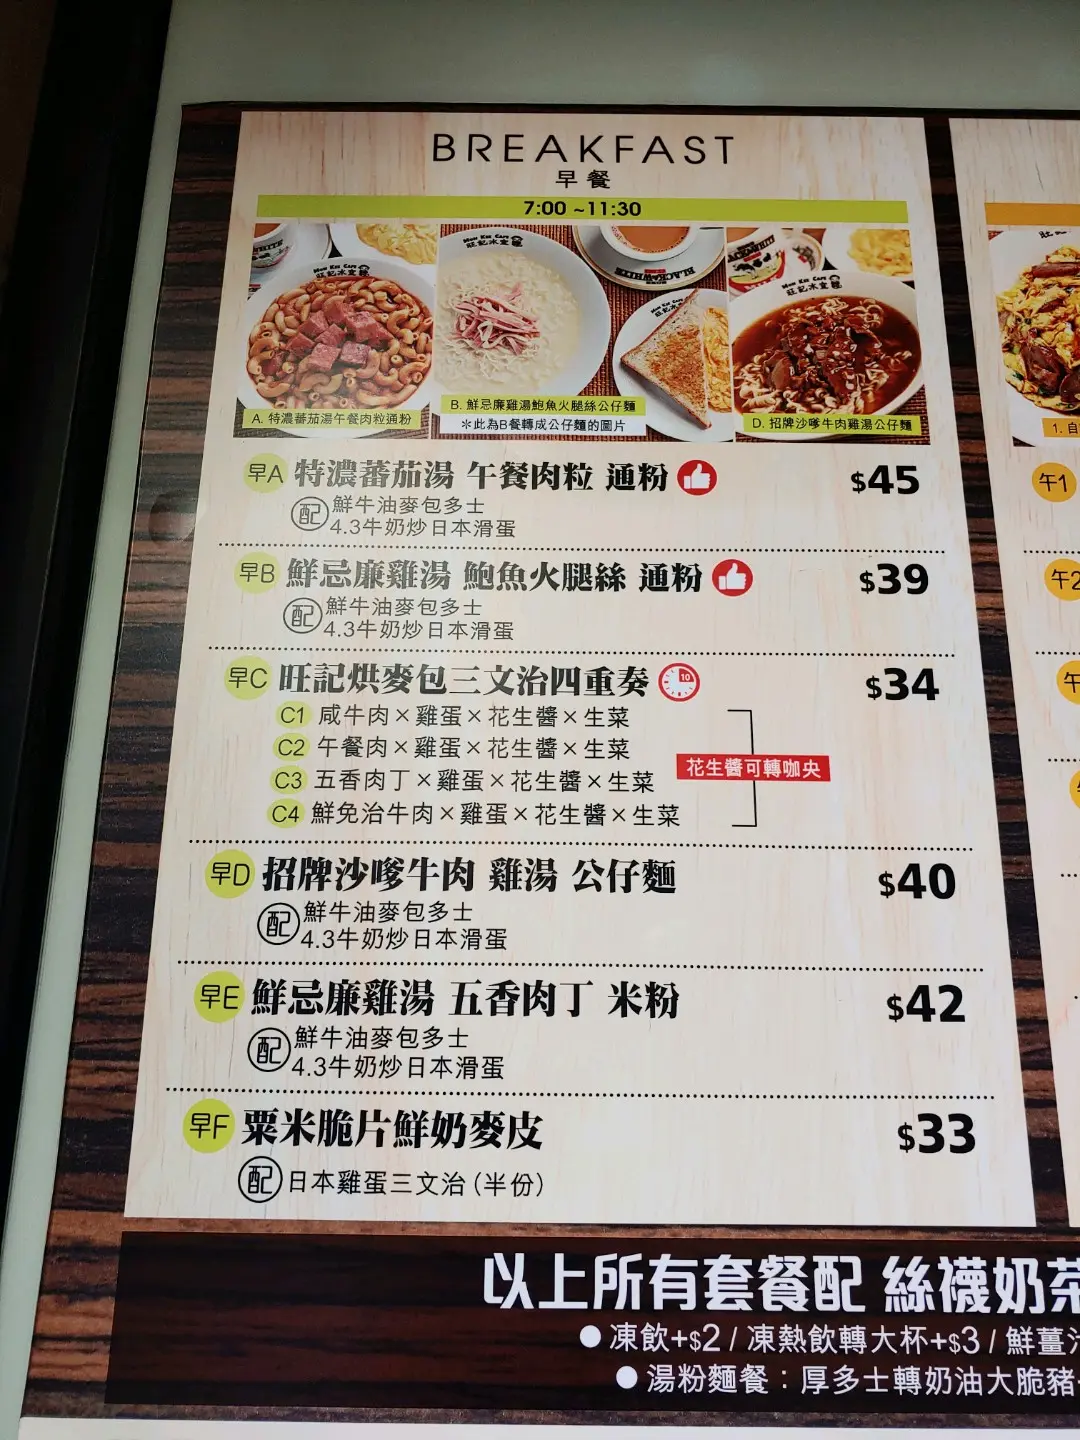 BREAKFAST
早餐
7:00 ~11:30
A. 特濃蕃茄湯午餐肉粒通粉
B. 鮮忌廉雞湯鮑魚火腿絲公仔麵
＊此為B餐轉成公仔麵的圖片
D. 招牌沙嗲牛肉雞湯公仔麵
早A 特濃蕃茄湯 午餐肉粒 通粉 $45
配 鮮牛油麥包多士
4.3牛奶炒日本滑蛋
早B 鮮忌廉雞湯 鮑魚火腿絲 通粉 $39
配 鮮牛油麥包多士
4.3牛奶炒日本滑蛋
早C 旺記烘麥包三文治四重奏 10 $34
C1 咸牛肉×雞蛋×花生醬×生菜
C2 午餐肉×雞蛋×花生醬×生菜
花生醬可轉咖央
C3 五香肉丁×雞蛋×花生醬×生菜
C4 鮮免治牛肉×雞蛋×花生醬×生菜
早D 招牌沙嗲牛肉 雞湯 公仔麵 $40
配 鮮牛油麥包多士
4.3牛奶炒日本滑蛋
早E 鮮忌廉雞湯 五香肉丁 米粉 $42
配 鮮牛油麥包多士
4.3牛奶炒日本滑蛋
早F 粟米脆片鮮奶麥皮 $33
配 日本雞蛋三文治(半份)
以上所有套餐配 絲襪奶茶
●凍飲+$2 / 凍熱飲轉大杯+$3 / 鮮薑
●湯粉麵餐：厚多士轉奶油大脆豬
1. 自
午1
午2
午